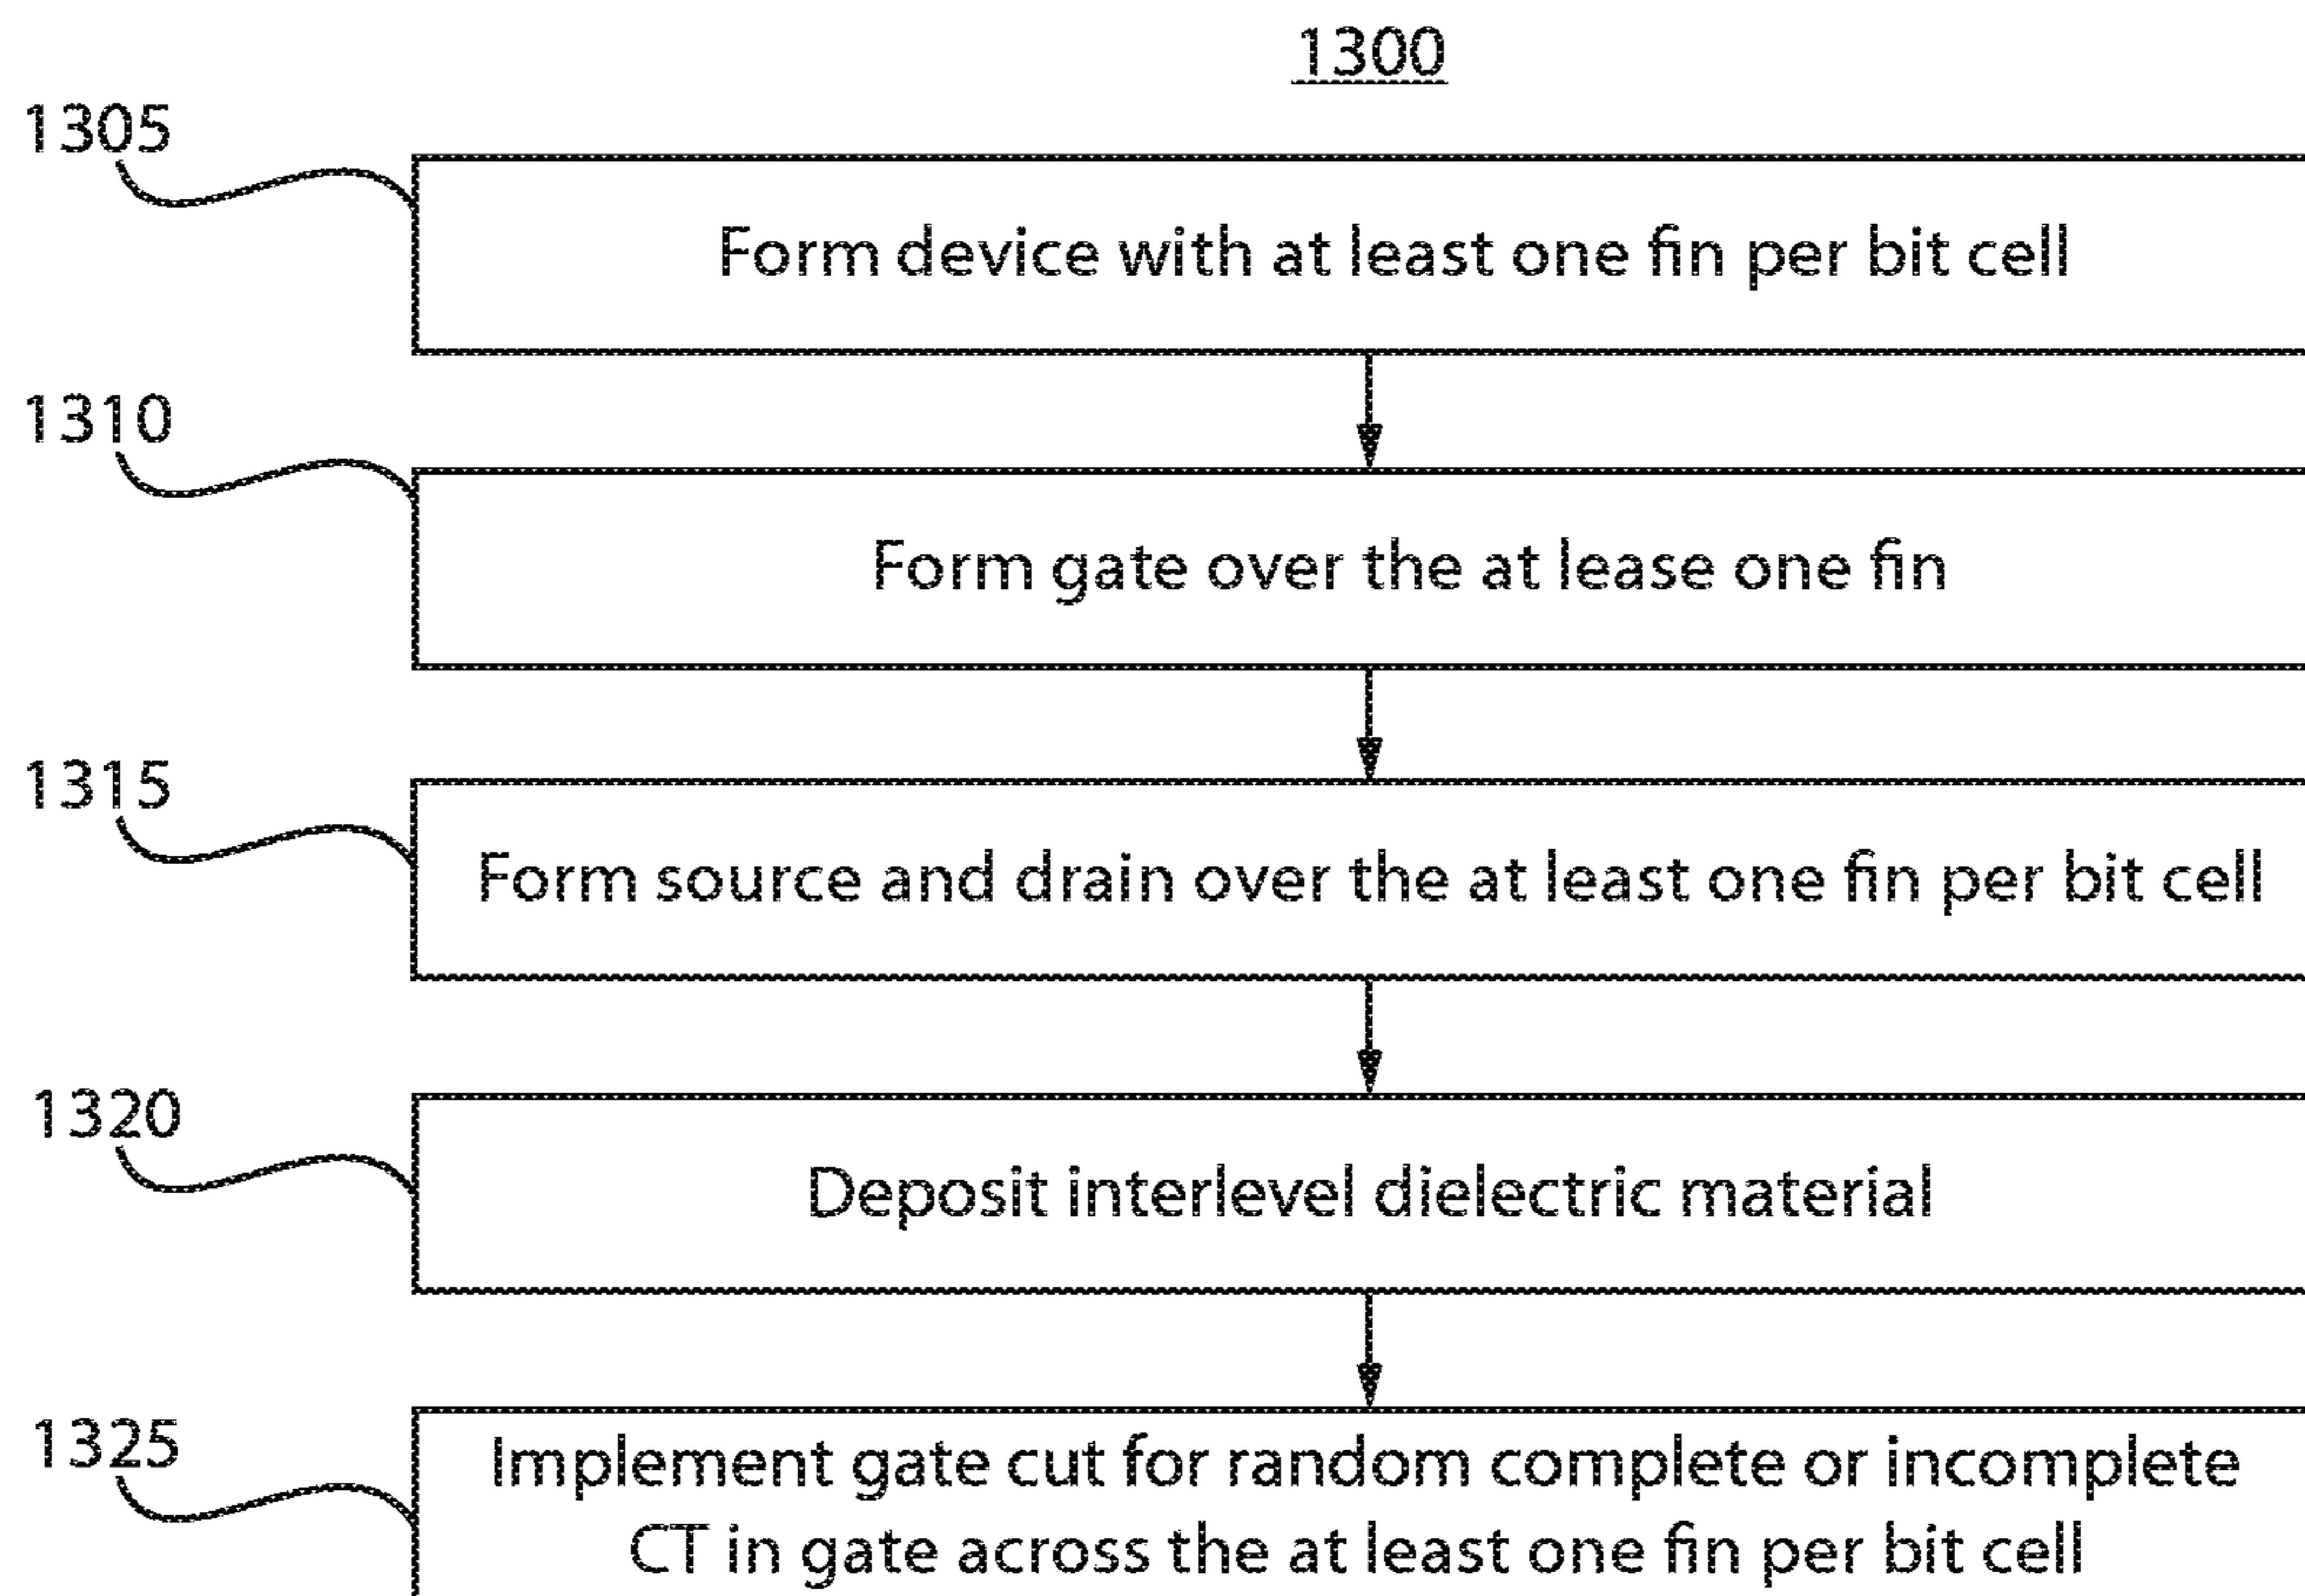 1300
1305
Form device with at least one fin per bit cell
1310
Form gate over the at lease one fin
1315
Form source and drain over the at least one fin per bit cell
1320
Deposit interlevel dielectric material
1325
Implement gate cut for random complete or incomplete
CT in gate across the at least one fin per bit cell